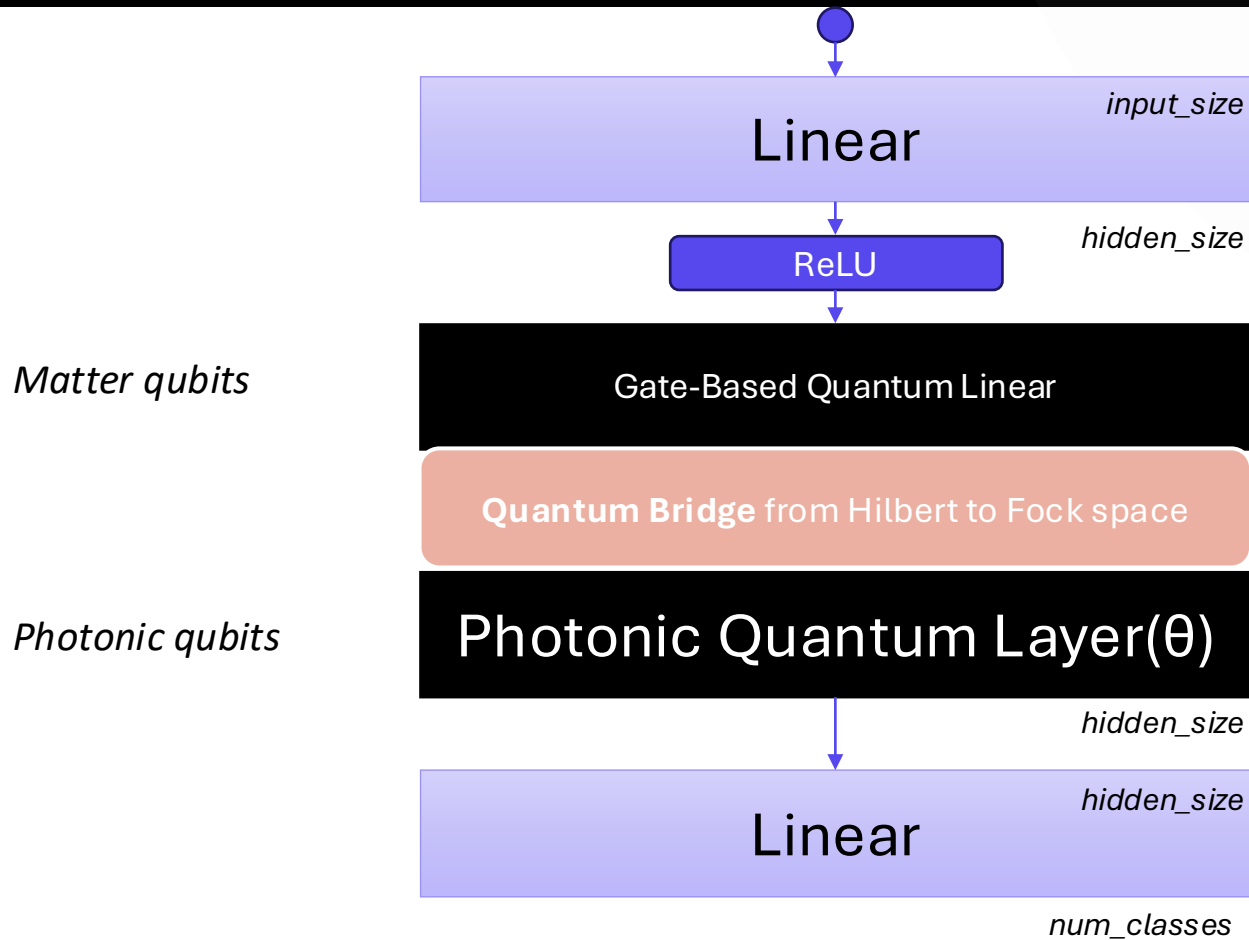 input_size
Linear
hidden_size
ReLU
Matter qubits
Gate-Based Quantum Linear
Quantum Bridge from Hilbert to Fock space
Photonic qubits
Photonic Quantum Layer(θ)
hidden_size
hidden_size
Linear
num_classes